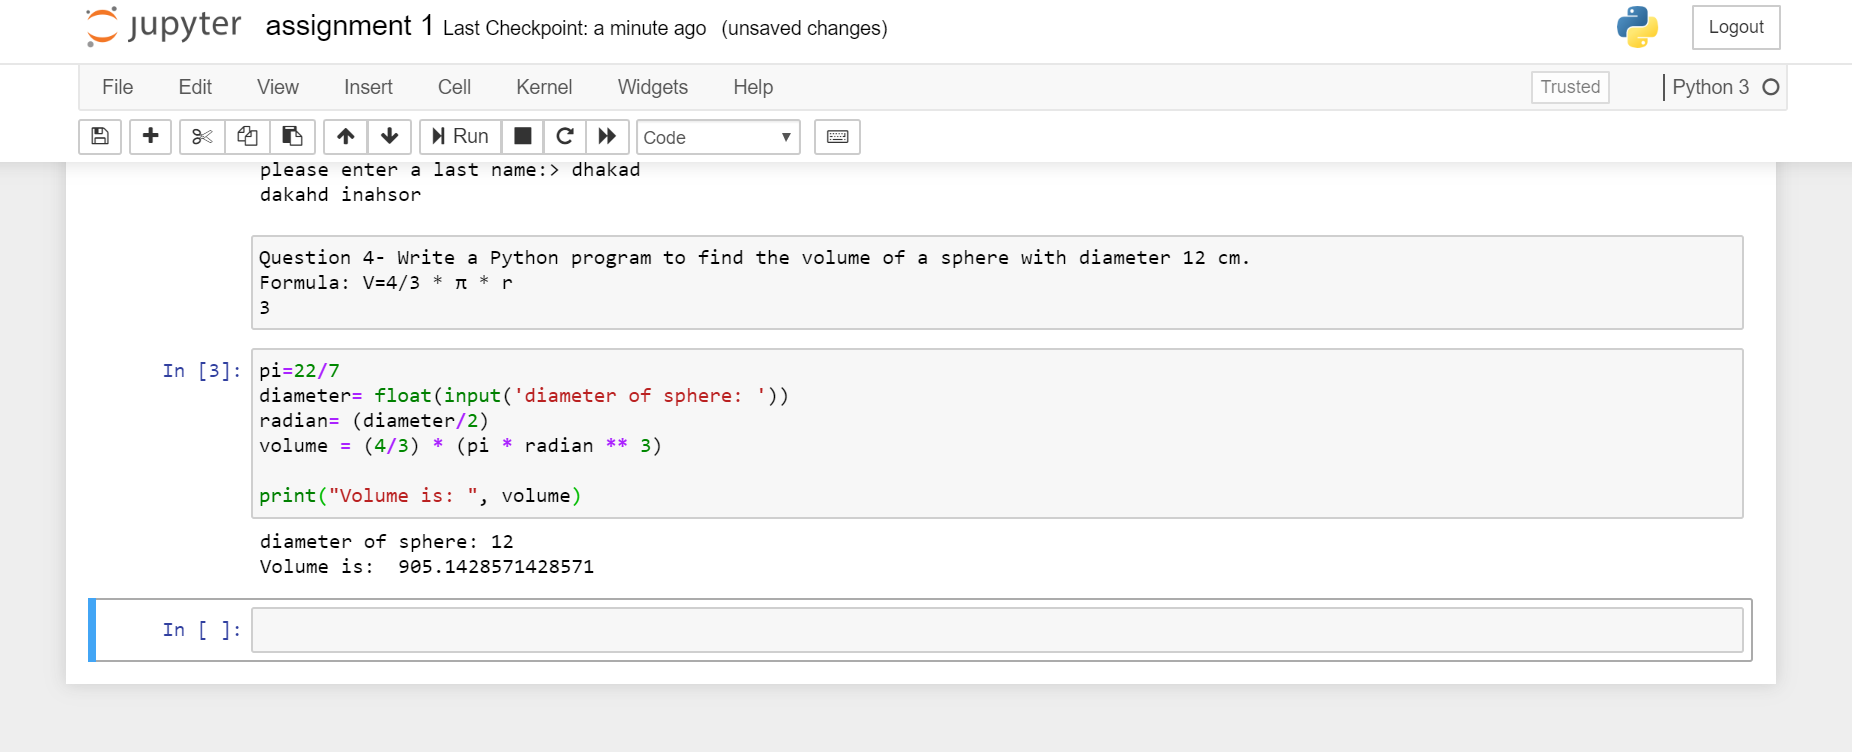 jupyter assignment 1 Last Checkpoint: a minute ago (unsaved changes) Logout
File Edit View Insert Cell Kernel Widgets Help Trusted Python 3
Run Code
please enter a last name:> dhakad
dakahd inahsor
Question 4- Write a Python program to find the volume of a sphere with diameter 12 cm.
Formula: V=4/3 * π * r
3
In [3]: pi=22/7
diameter= float(input('diameter of sphere: '))
radian= (diameter/2)
volume = (4/3) * (pi * radian ** 3)
print("Volume is: ", volume)
diameter of sphere: 12
Volume is:  905.1428571428571
In [ ]: